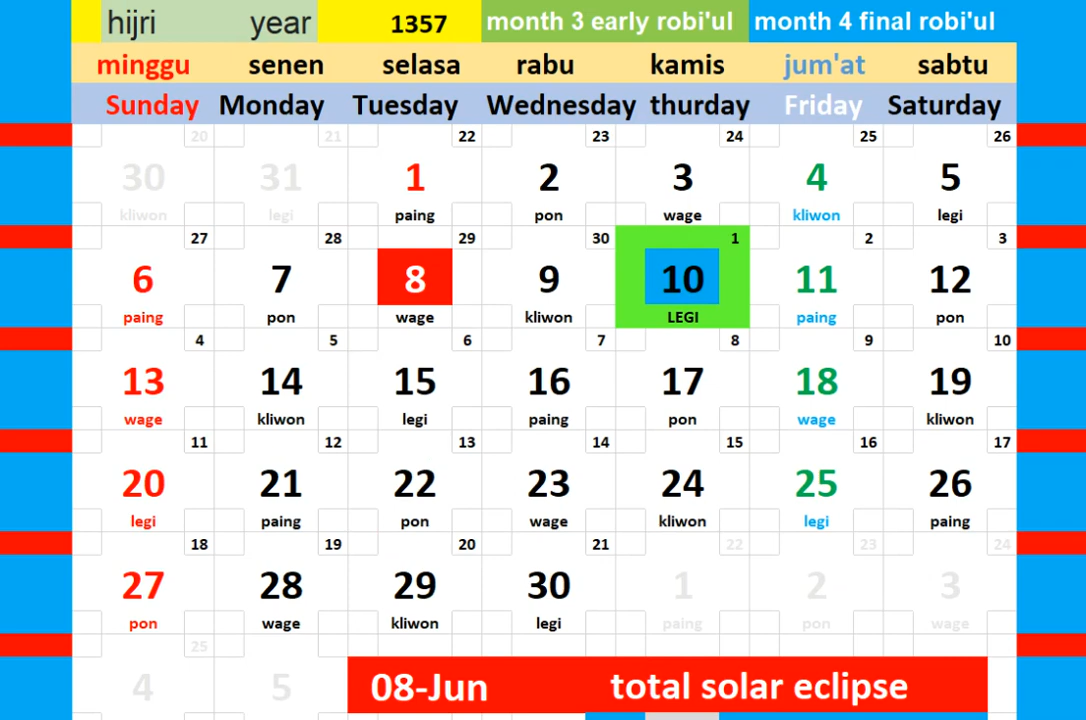 hijri year 1357 month 3 early robi'ul month 4 final robi'ul
minggu senen selasa rabu kamis jum'at sabtu
Sunday Monday Tuesday Wednesday thurday Friday Saturday
20 21 22 23 24 25 26
30 31 1 2 3 4 5
kliwon legi paing pon wage kliwon legi
27 28 29 30 1 2 3
6 7 8 9 10 11 12
paing pon wage kliwon LEGI paing pon
4 5 6 7 8 9 10
13 14 15 16 17 18 19
wage kliwon legi paing pon wage kliwon
11 12 13 14 15 16 17
20 21 22 23 24 25 26
legi paing pon wage kliwon legi paing
18 19 20 21 22 23 24
27 28 29 30 1 2 3
pon wage kliwon legi paing pon wage
25
4 5 08-Jun total solar eclipse